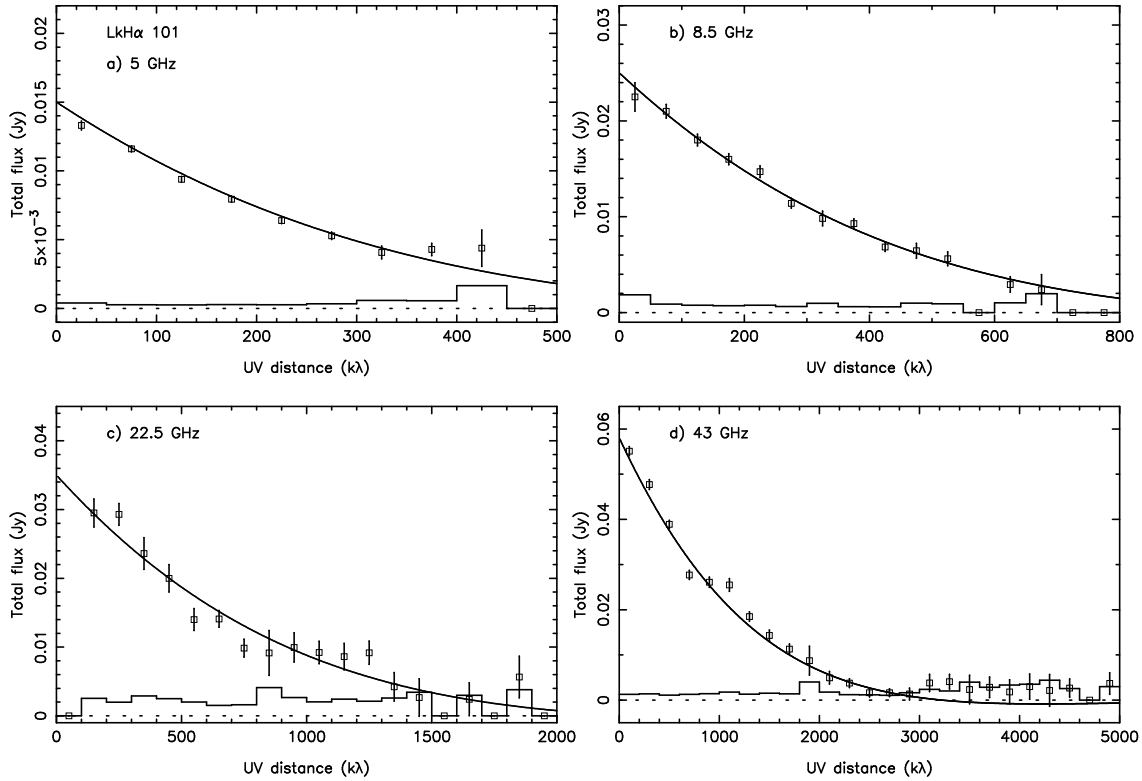 LkHα 101
a) 5 GHz
Total flux (Jy)
0 5×10⁻³ 0.01 0.015 0.02
0 100 200 300 400 500
UV distance (kλ)
b) 8.5 GHz
Total flux (Jy)
0 0.01 0.02 0.03
0 200 400 600 800
UV distance (kλ)
c) 22.5 GHz
Total flux (Jy)
0 0.01 0.02 0.03 0.04
0 500 1000 1500 2000
UV distance (kλ)
d) 43 GHz
Total flux (Jy)
0 0.02 0.04 0.06
0 1000 2000 3000 4000 5000
UV distance (kλ)